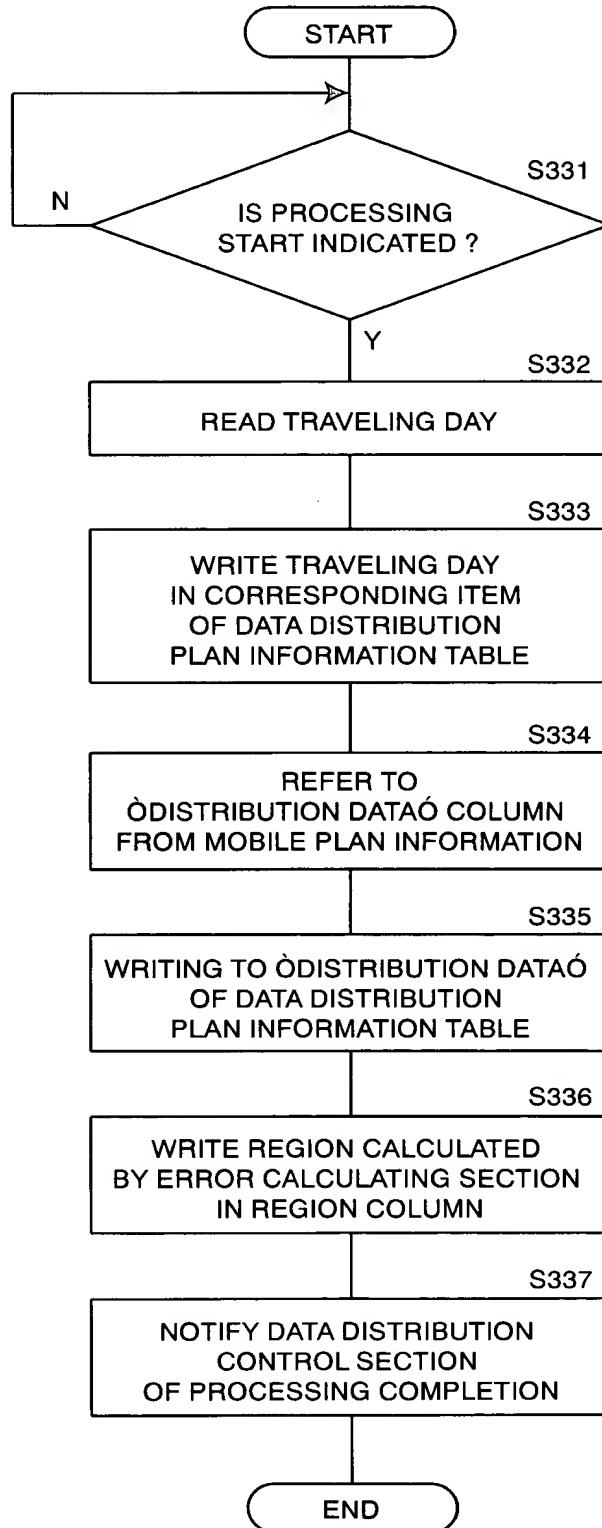 START
S331
N
IS PROCESSING
START INDICATED ?
Y
S332
READ TRAVELING DAY
S333
WRITE TRAVELING DAY
IN CORRESPONDING ITEM
OF DATA DISTRIBUTION
PLAN INFORMATION TABLE
S334
REFER TO
ÒDISTRIBUTION DATAÓ COLUMN
FROM MOBILE PLAN INFORMATION
S335
WRITING TO ÒDISTRIBUTION DATAÓ
OF DATA DISTRIBUTION
PLAN INFORMATION TABLE
S336
WRITE REGION CALCULATED
BY ERROR CALCULATING SECTION
IN REGION COLUMN
S337
NOTIFY DATA DISTRIBUTION
CONTROL SECTION
OF PROCESSING COMPLETION
END